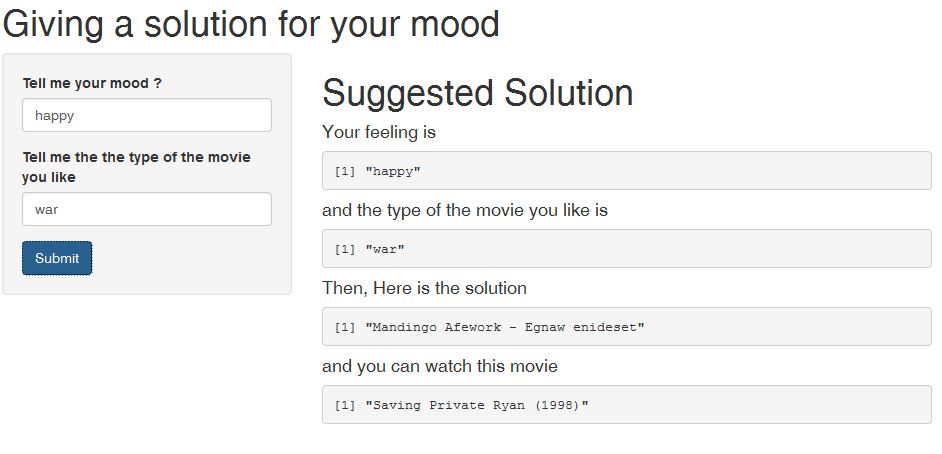 Giving a solution for your mood
Tell me your mood ?
happy
Tell me the the type of the movie
you like
war
Submit
Suggested Solution
Your feeling is
[1] "happy"
and the type of the movie you like is
[1] "war"
Then, Here is the solution
[1] "Mandingo Afework - Egnaw enideset"
and you can watch this movie
[1] "Saving Private Ryan (1998)"